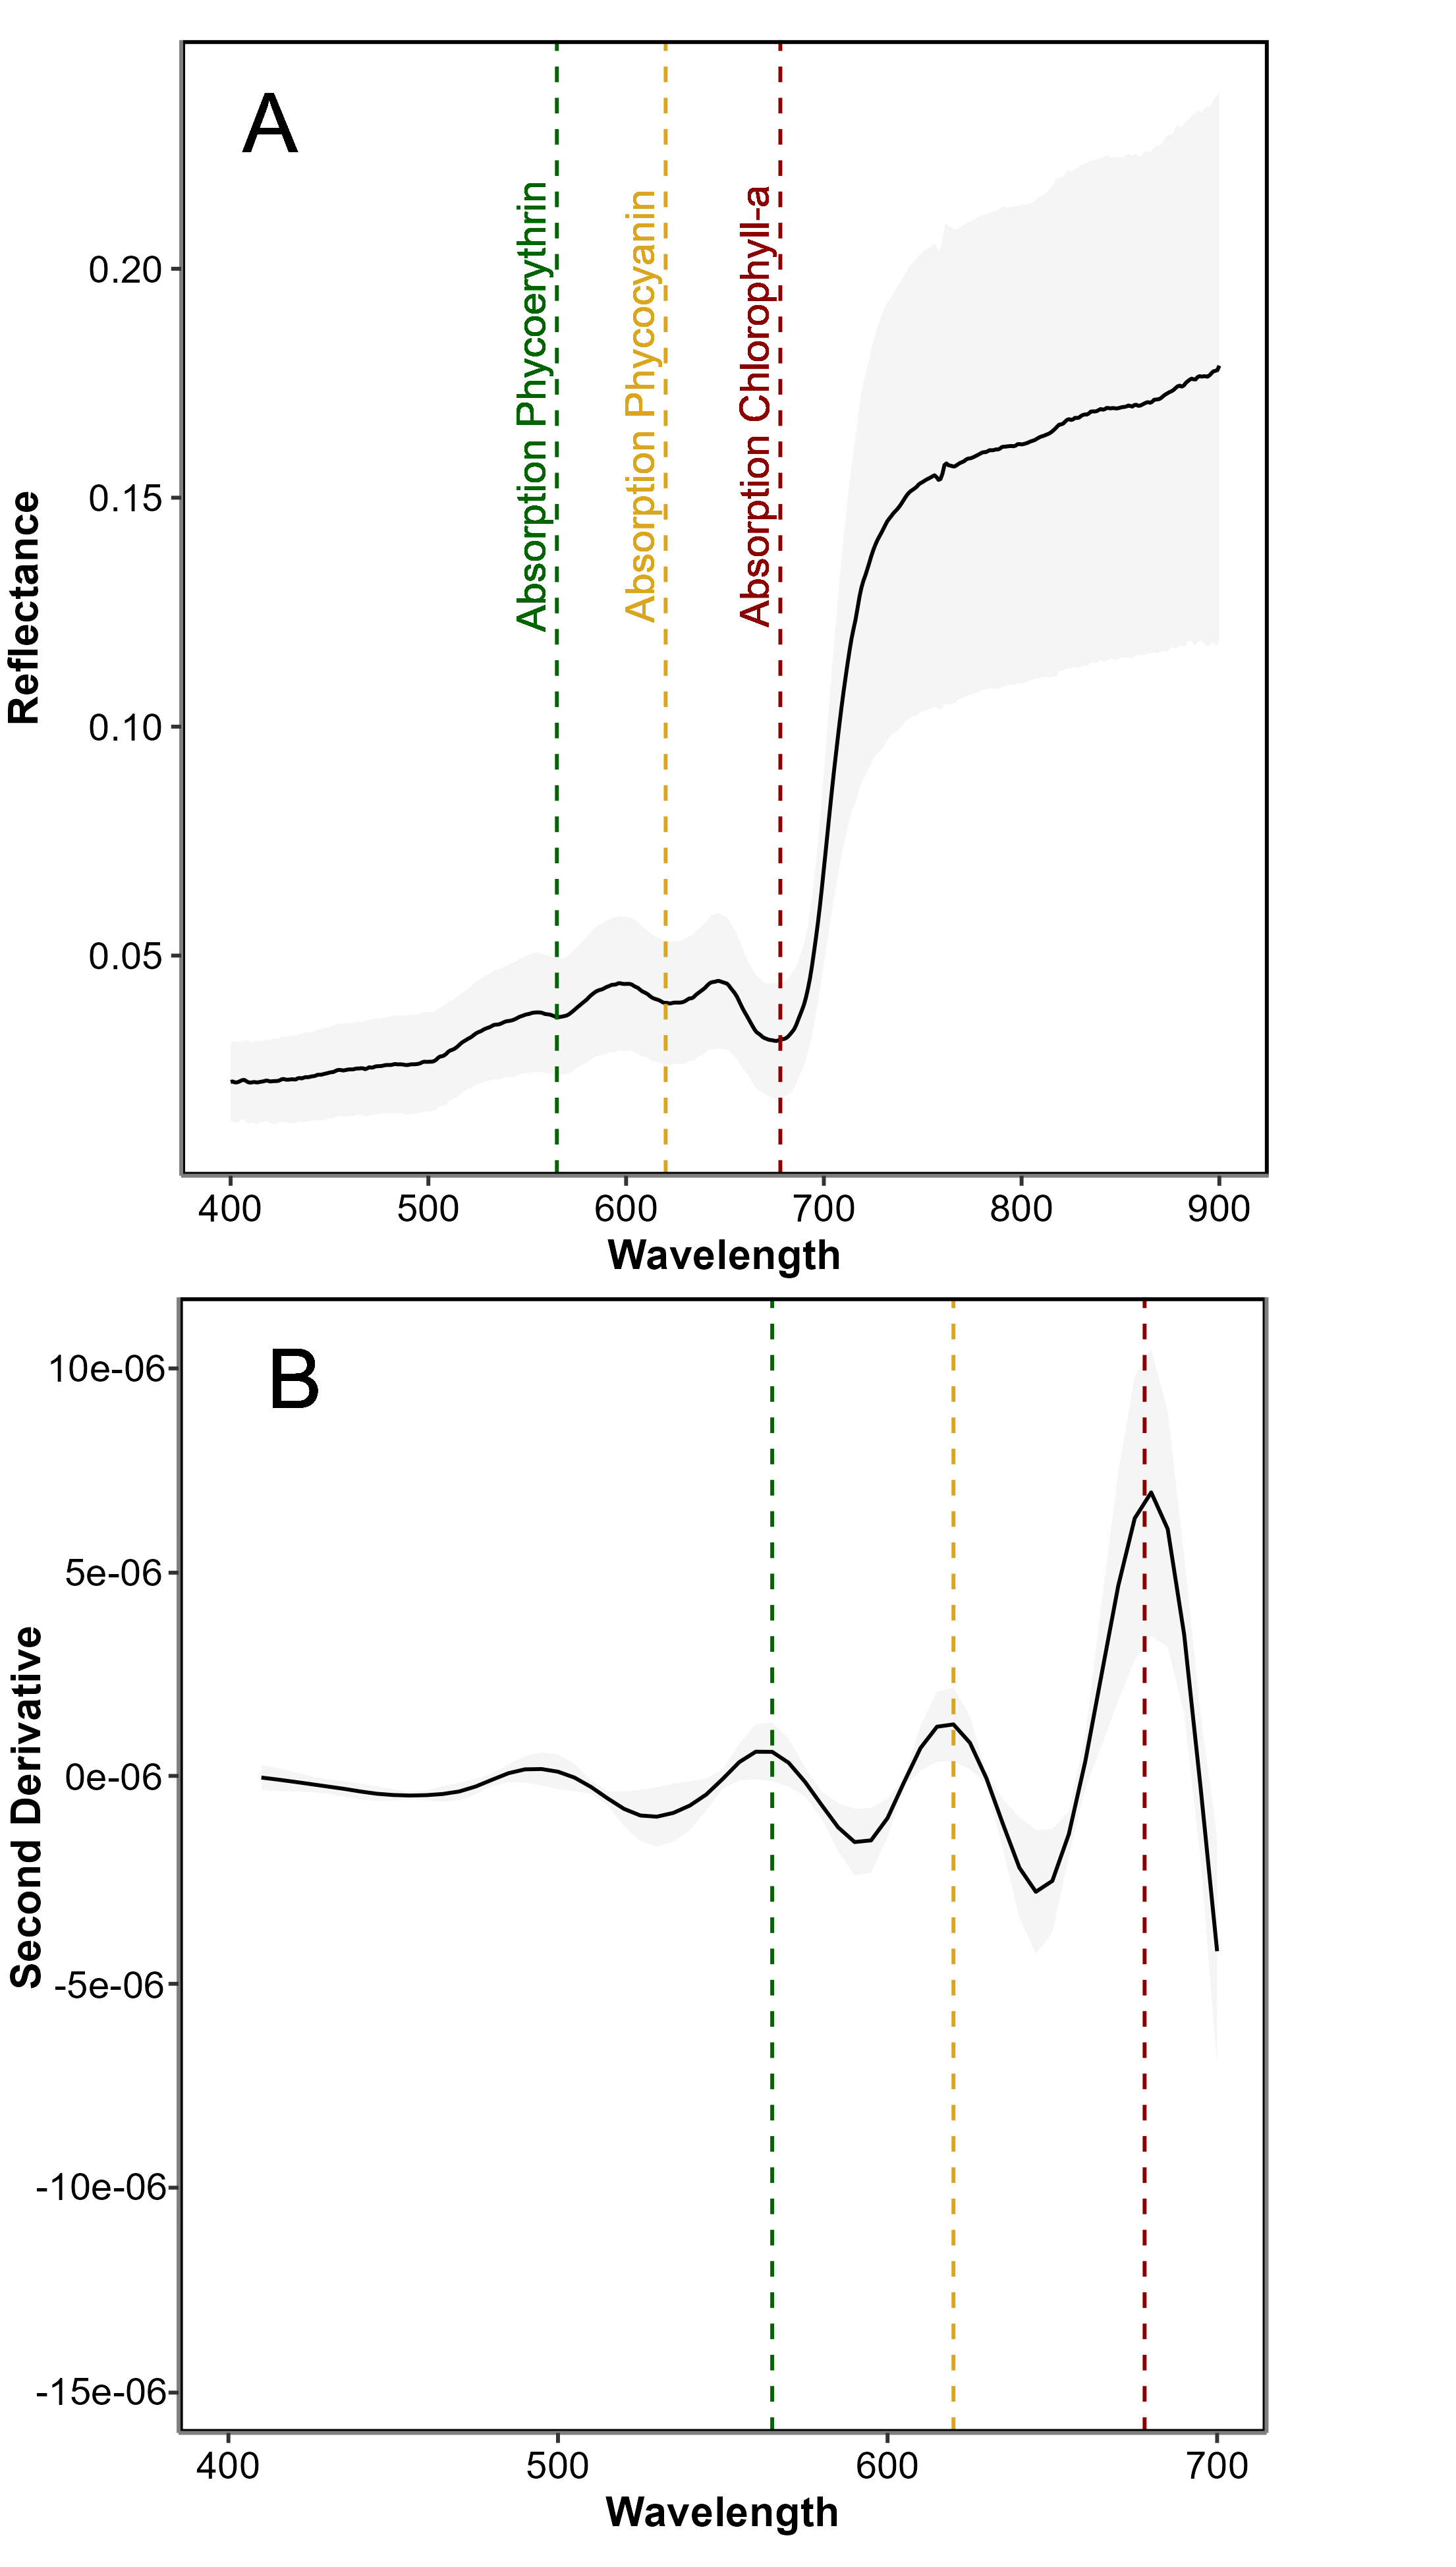 A
Absorption Phycoerythrin
Absorption Phycocyanin
Absorption Chlorophyll-a
Reflectance
0.20
0.15
0.10
0.05
400 500 600 700 800 900
Wavelength
B
Second Derivative
10e-06
5e-06
0e-06
-5e-06
-10e-06
-15e-06
400 500 600 700
Wavelength